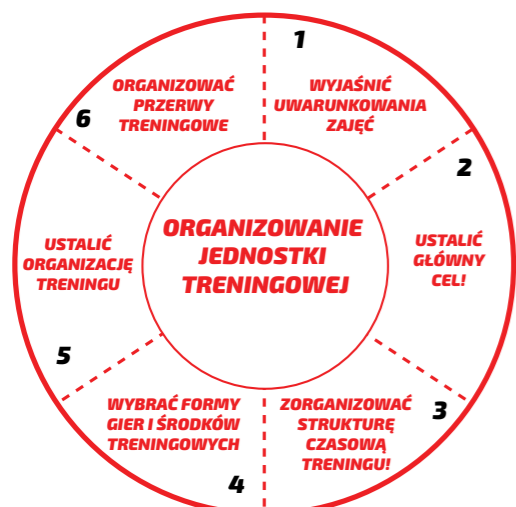 1
WYJAŚNIĆ
UWARUNKOWANIA
ZAJĘĆ
2
USTALIĆ
GŁÓWNY
CEL!
3
ZORGANIZOWAĆ
STRUKTURĘ
CZASOWĄ
TRENINGU!
4
WYBRAĆ FORMY
GIER I ŚRODKÓW
TRENINGOWYCH
5
USTALIĆ
ORGANIZACJĘ
TRENINGU
6
ORGANIZOWAĆ
PRZERWY
TRENINGOWE
ORGANIZOWANIE
JEDNOSTKI
TRENINGOWEJ